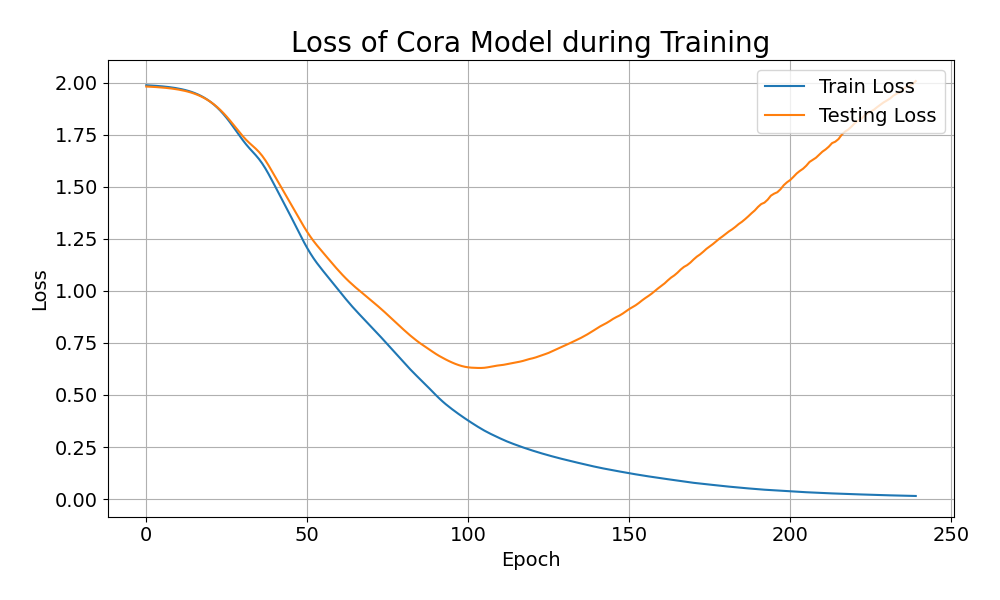 Loss of Cora Model during Training
Train Loss
Testing Loss
2.00
1.75
1.50
1.25
1.00
0.75
0.50
0.25
0.00
Loss
0 50 100 150 200 250
Epoch